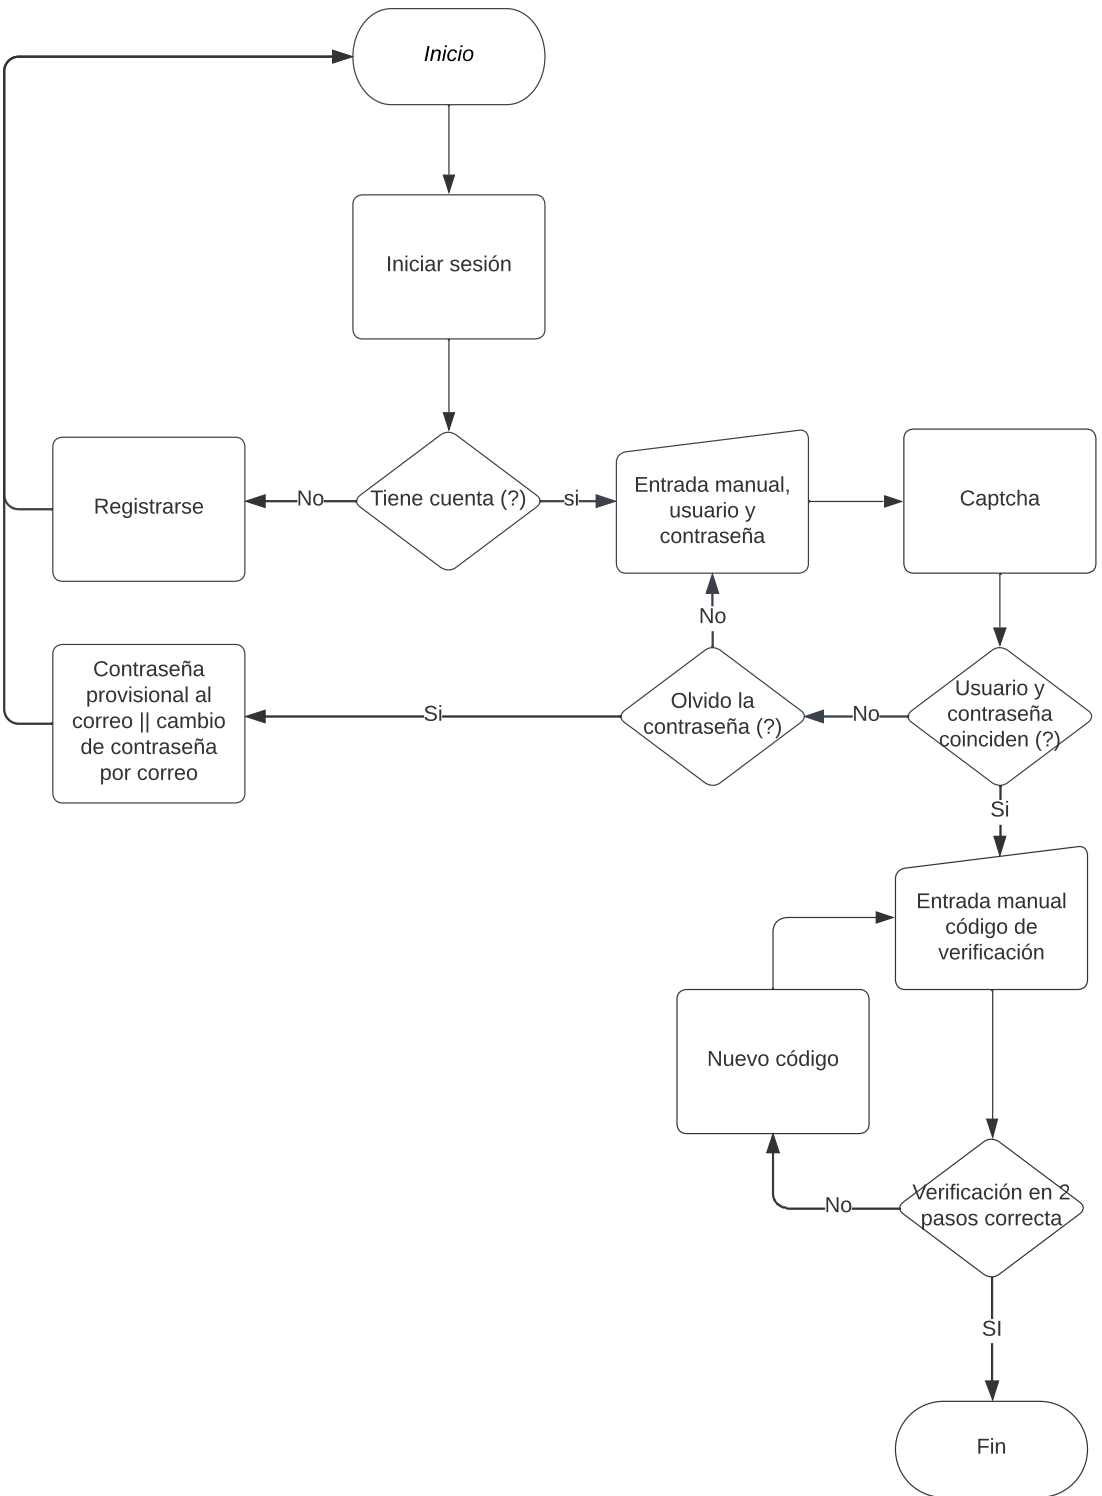 Inicio
Iniciar sesión
Tiene cuenta (?)
No
si
Registrarse
Entrada manual,
usuario y
contraseña
Captcha
No
Usuario y
contraseña
coinciden (?)
No
Olvido la
contraseña (?)
Si
Contraseña
provisional al
correo || cambio
de contraseña
por correo
Si
Entrada manual
código de
verificación
Nuevo código
Verificación en 2
pasos correcta
No
SI
Fin